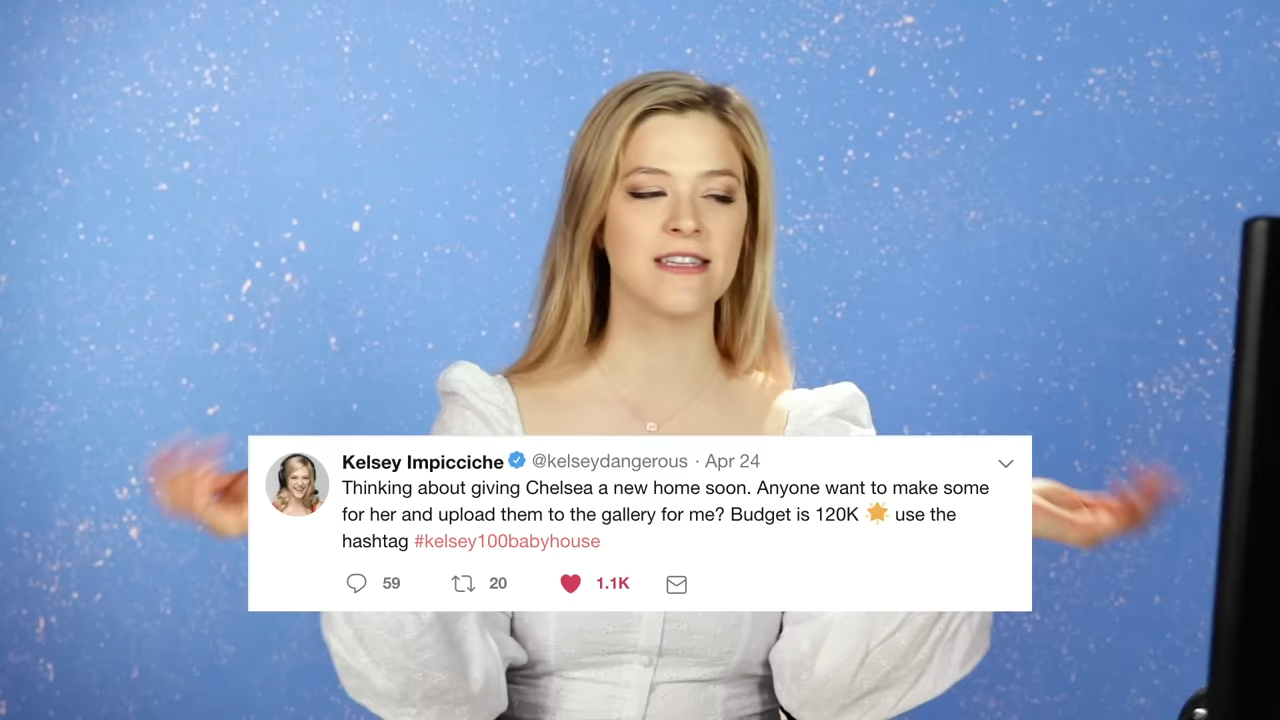 Kelsey Impicciche @kelseydangerous · Apr 24
Thinking about giving Chelsea a new home soon. Anyone want to make some
for her and upload them to the gallery for me? Budget is 120K 🌟 use the
hashtag #kelsey100babyhouse
59 20 1.1K